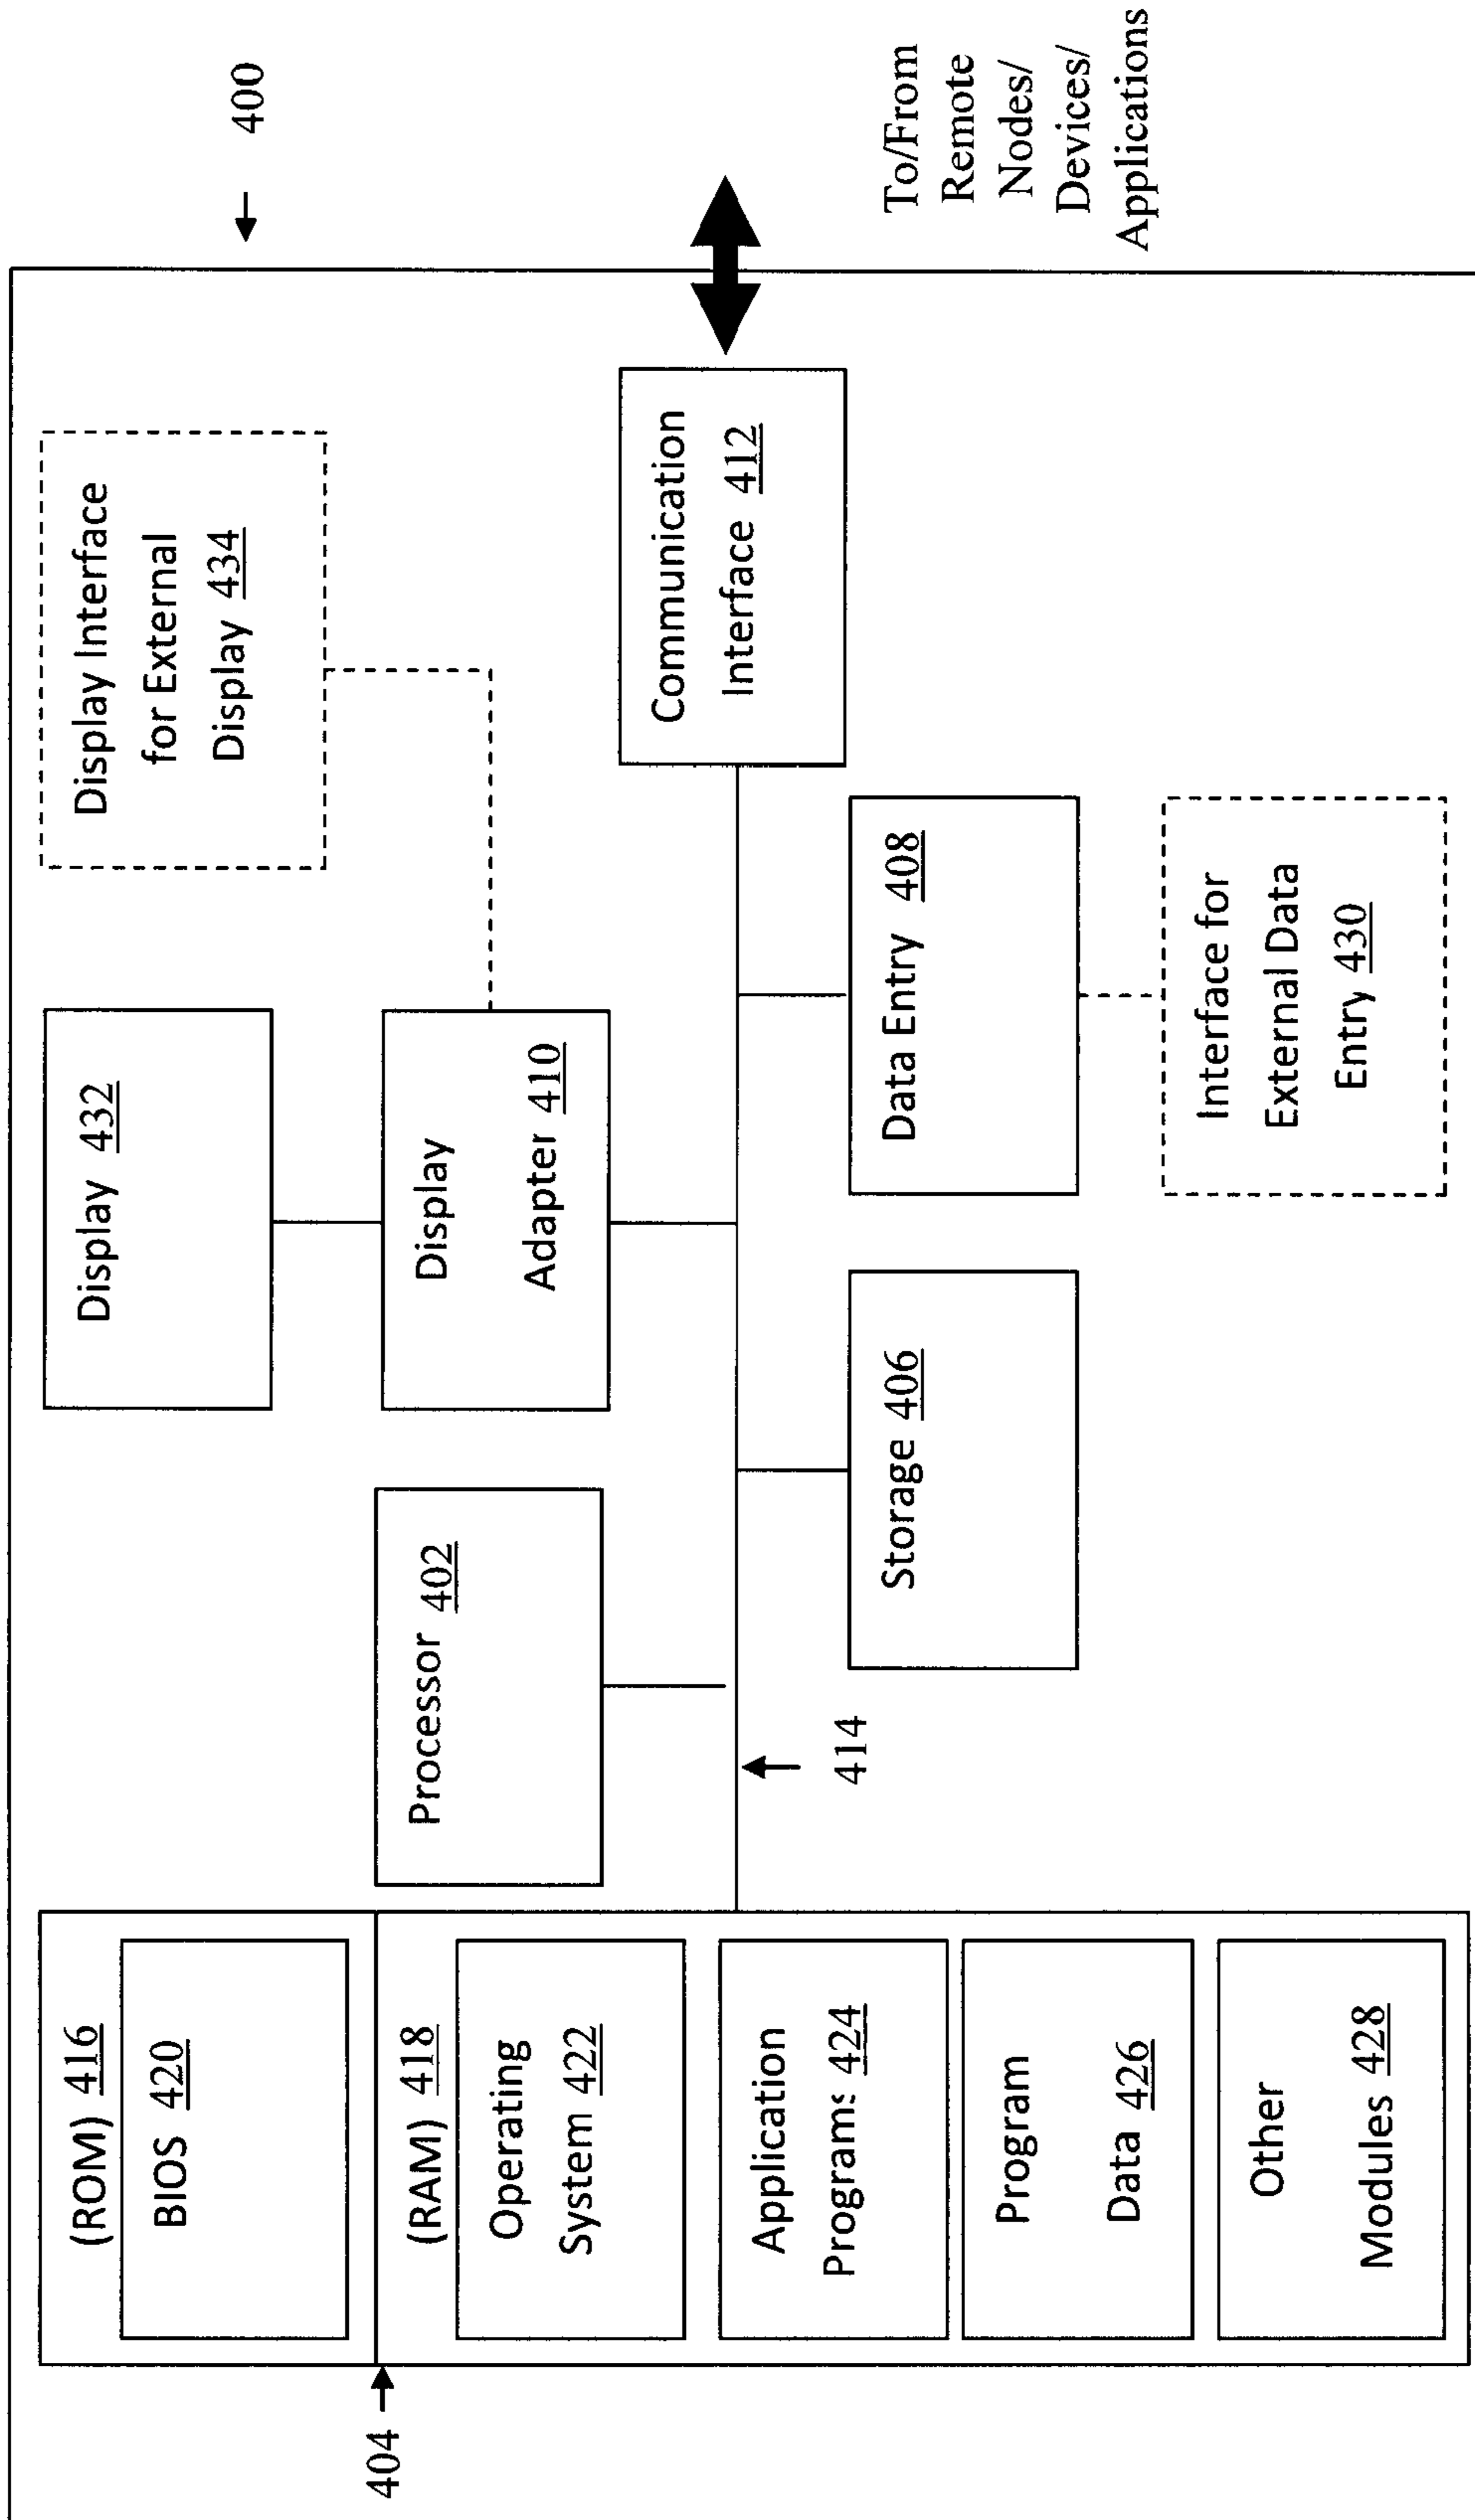 400
(ROM) 416
BIOS 420
404
(RAM) 418
Operating
System 422
Application
Programs 424
Program
Data 426
Other
Modules 428
Processor 402
414
Display 432
Display
Adapter 410
Storage 406
Data Entry 408
Interface for
External Data
Entry 430
Display Interface
for External
Display 434
Communication
Interface 412
To/From
Remote
Nodes/
Devices/
Applications